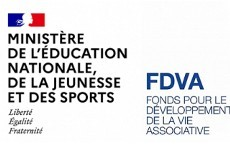 MINISTÈRE
DE L'ÉDUCATION
NATIONALE,
DE LA JEUNESSE
ET DES SPORTS
Liberté
Égalité
Fraternité
FDVA
FONDS POUR LE
DÉVELOPPEMENT
DE LA VIE
ASSOCIATIVE